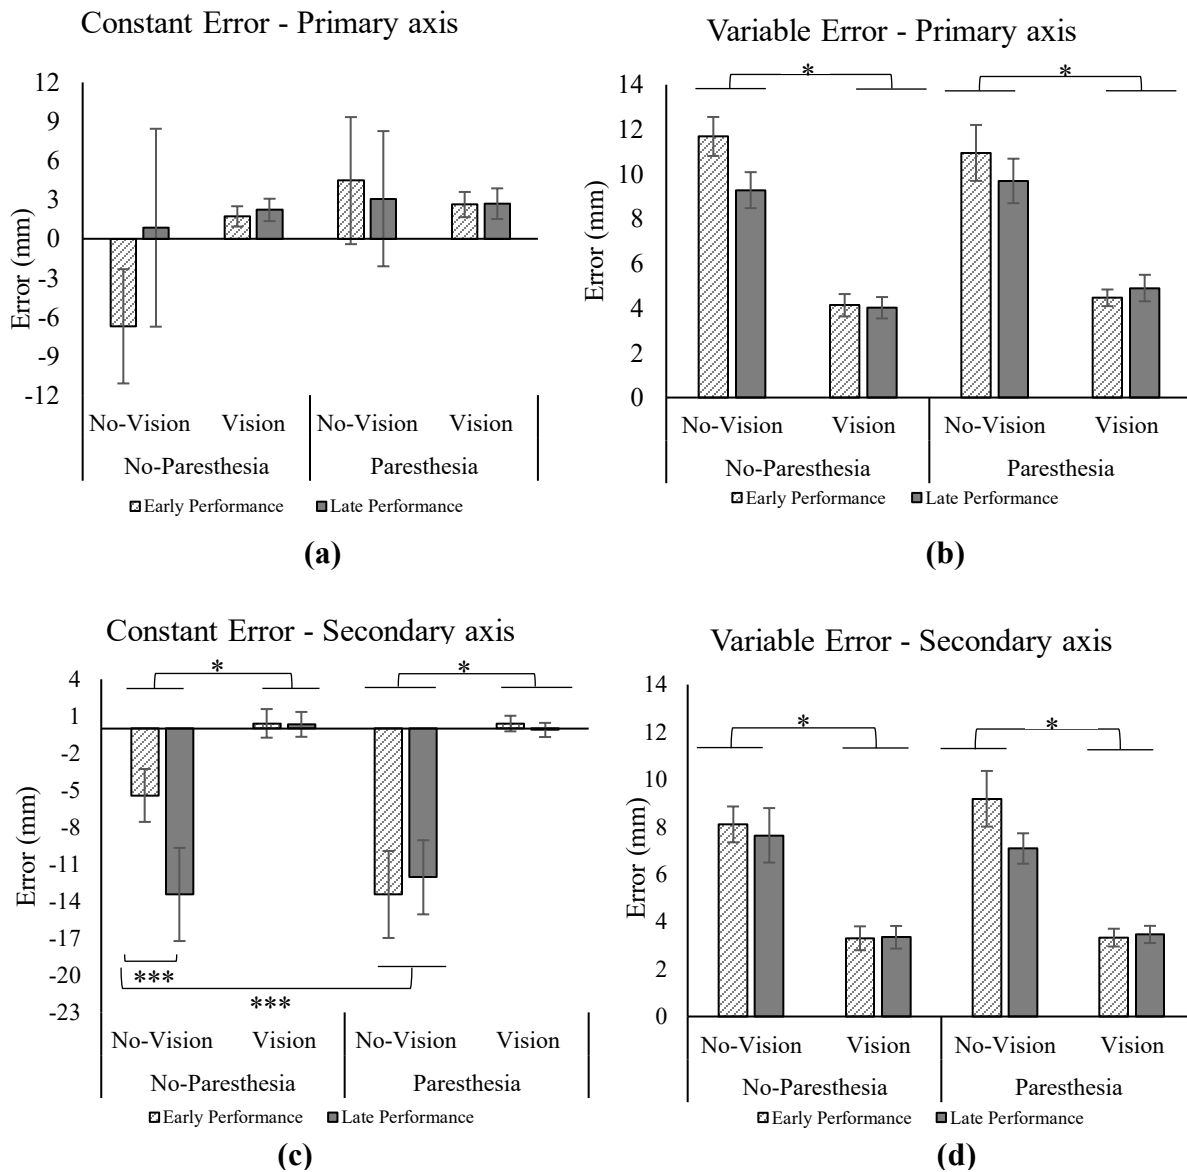 Constant Error - Primary axis
12
9
6
3
0
-3
-6
-9
-12
Error (mm)
No-Vision Vision No-Vision Vision
No-Paresthesia Paresthesia
Early Performance Late Performance
(a)
Variable Error - Primary axis
* *
14
12
10
8
6
4
2
0
Error (mm)
No-Vision Vision No-Vision Vision
No-Paresthesia Paresthesia
Early Performance Late Performance
(b)
Constant Error - Secondary axis
* *
4
1
-2
-5
-8
-11
-14
-17
-20
-23
Error (mm)
***
***
No-Vision Vision No-Vision Vision
No-Paresthesia Paresthesia
Early Performance Late Performance
(c)
Variable Error - Secondary axis
14
12
10
8
6
4
2
0
Error (mm)
* *
No-Vision Vision No-Vision Vision
No-Paresthesia Paresthesia
Early Performance Late Performance
(d)